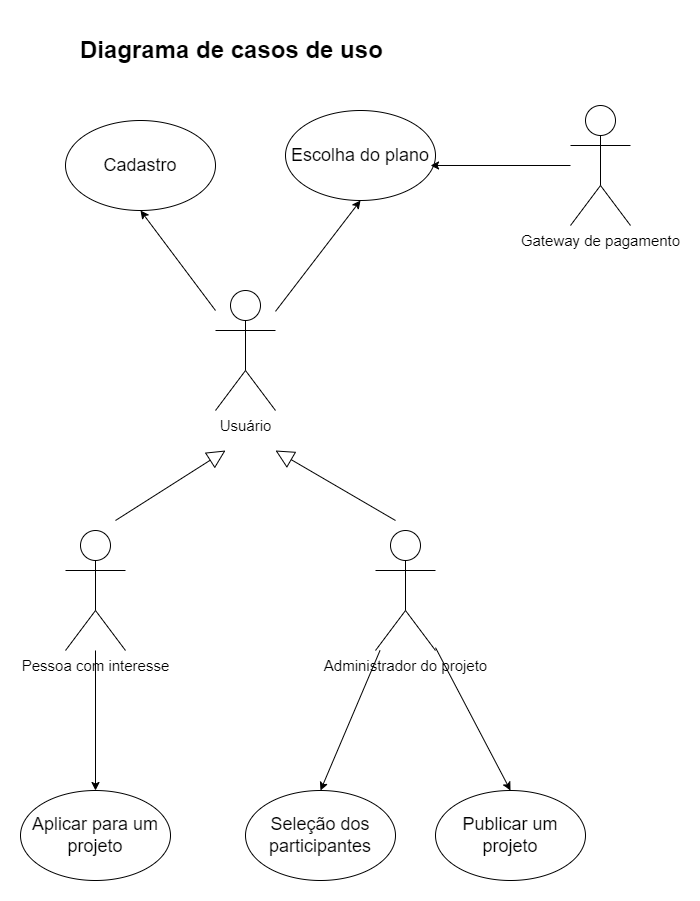 Diagrama de casos de uso
Cadastro
Escolha do plano
Gateway de pagamento
Usuário
Pessoa com interesse
Administrador do projeto
Aplicar para um
projeto
Seleção dos
participantes
Publicar um
projeto